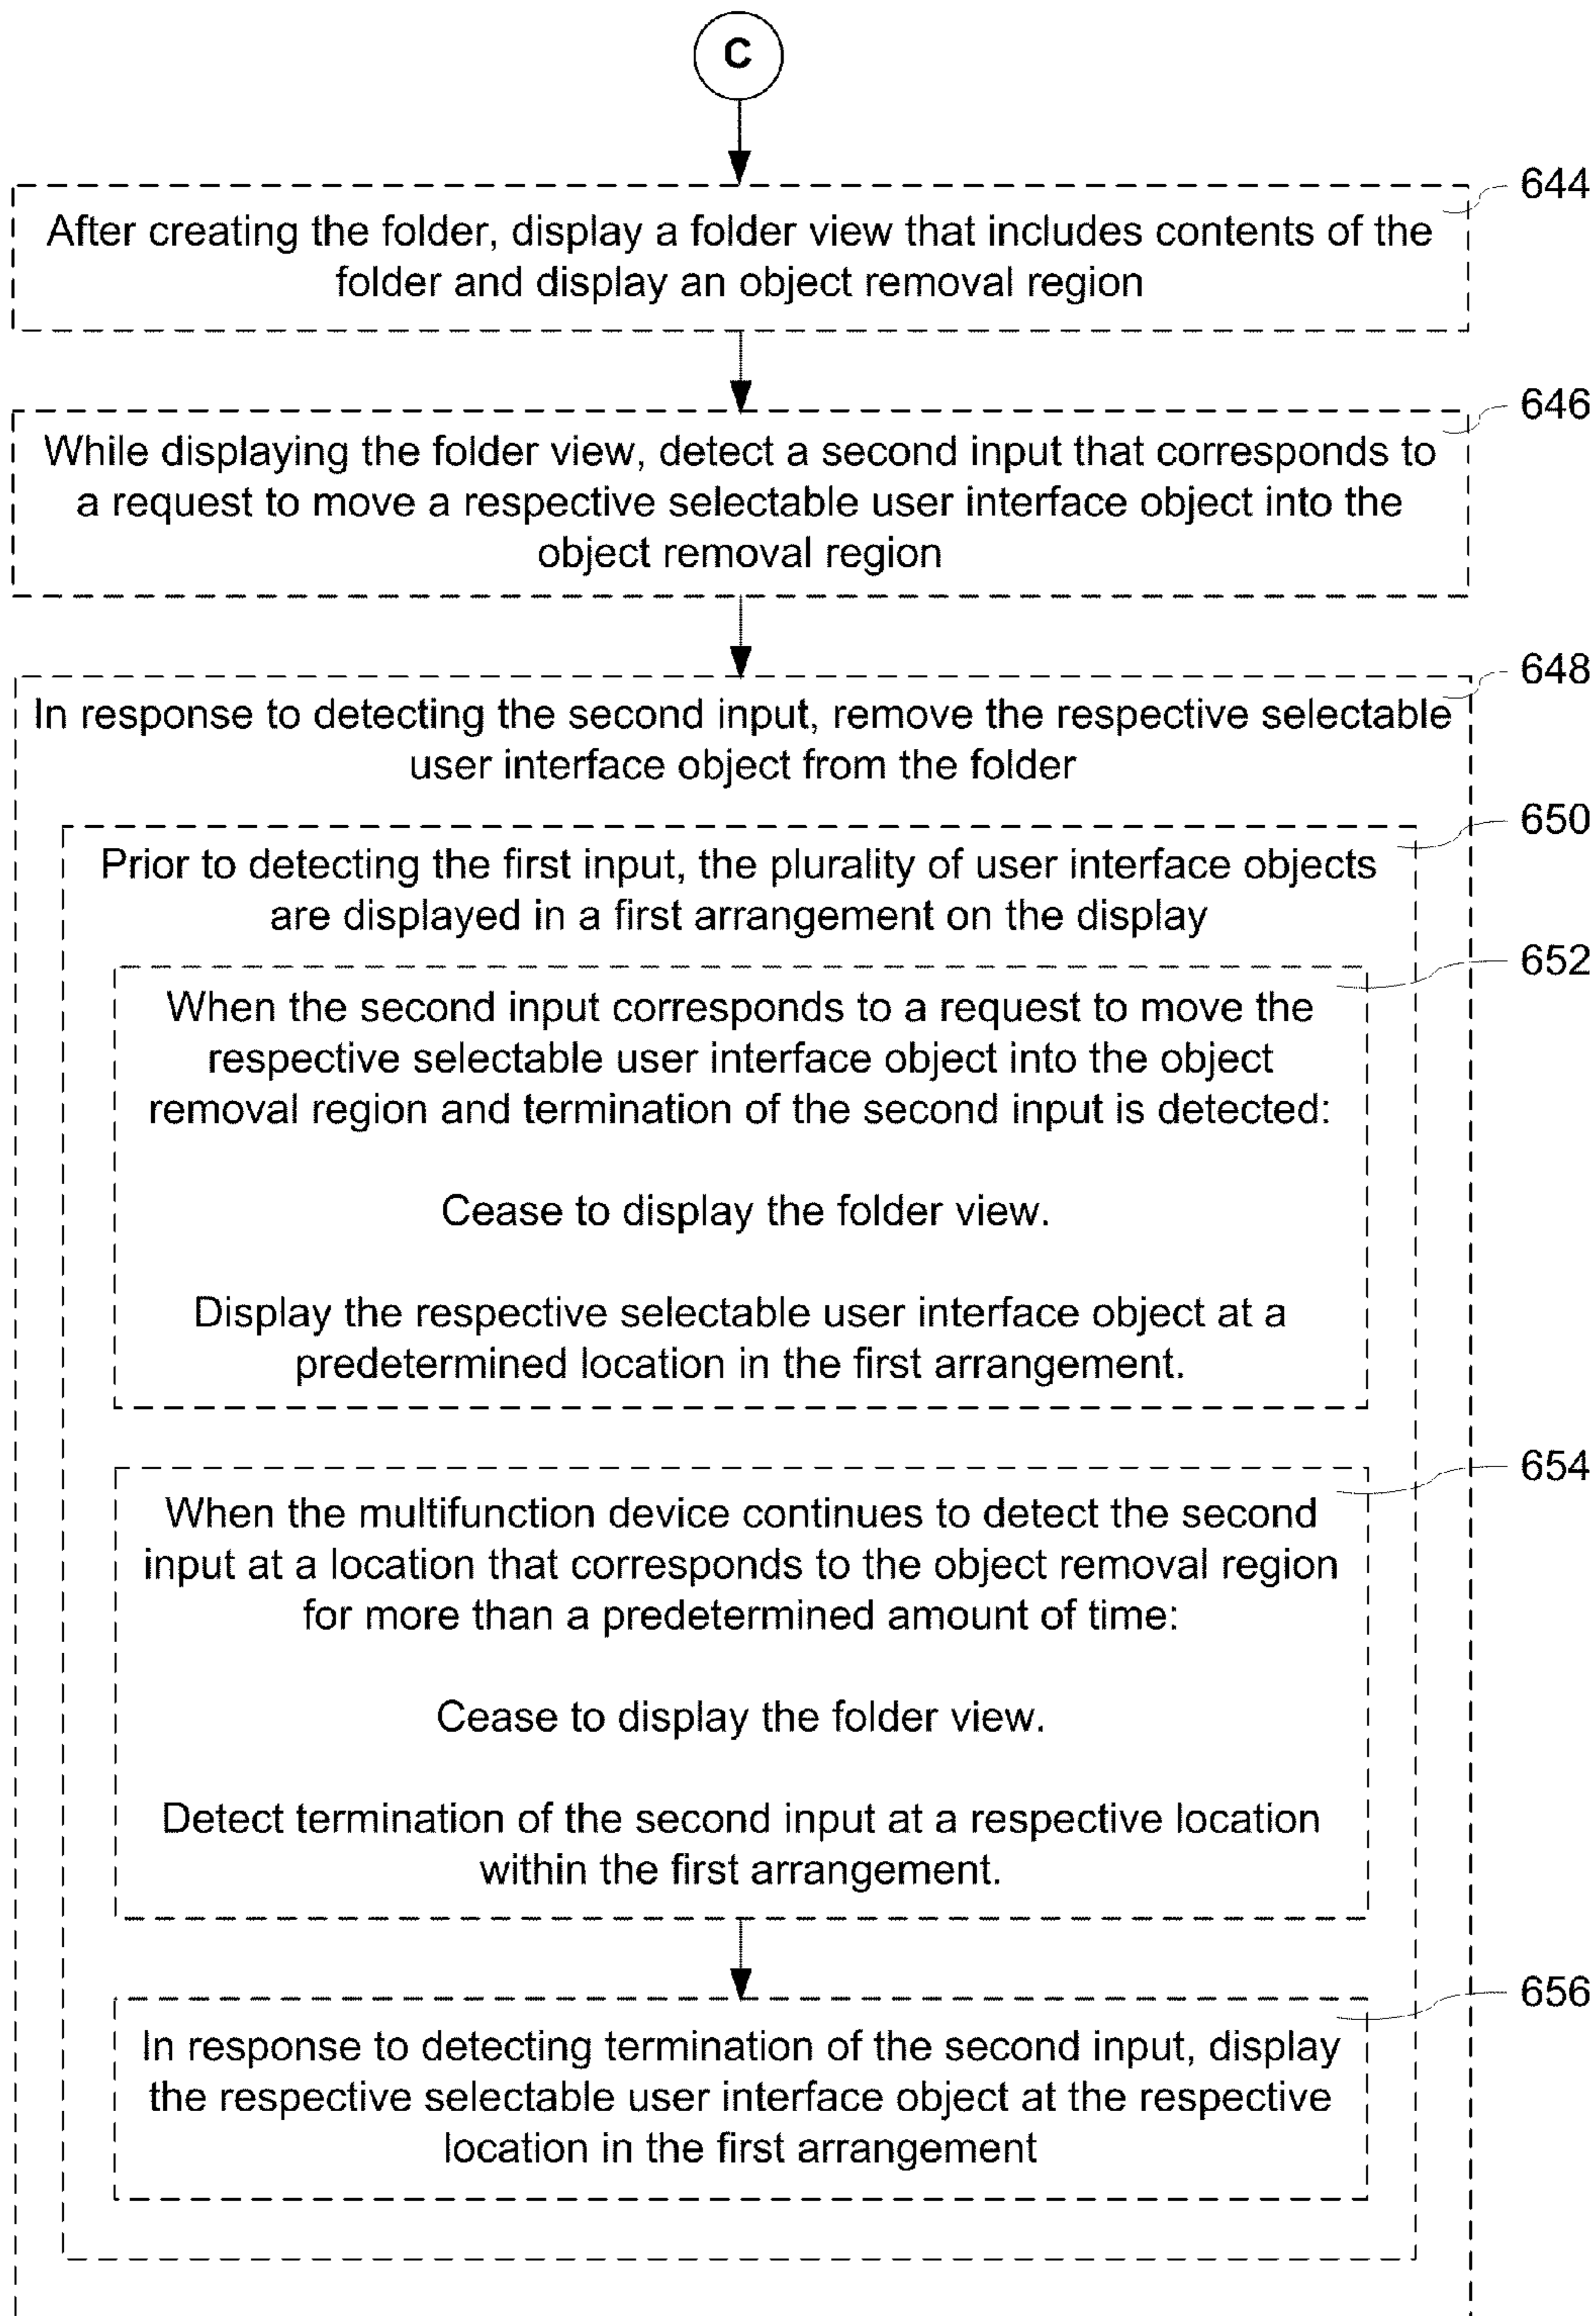 C
644
After creating the folder, display a folder view that includes contents of the
folder and display an object removal region
646
While displaying the folder view, detect a second input that corresponds to
a request to move a respective selectable user interface object into the
object removal region
648
In response to detecting the second input, remove the respective selectable
user interface object from the folder
650
Prior to detecting the first input, the plurality of user interface objects
are displayed in a first arrangement on the display
652
When the second input corresponds to a request to move the
respective selectable user interface object into the object
removal region and termination of the second input is detected:
Cease to display the folder view.
Display the respective selectable user interface object at a
predetermined location in the first arrangement.
654
When the multifunction device continues to detect the second
input at a location that corresponds to the object removal region
for more than a predetermined amount of time:
Cease to display the folder view.
Detect termination of the second input at a respective location
within the first arrangement.
656
In response to detecting termination of the second input, display
the respective selectable user interface object at the respective
location in the first arrangement